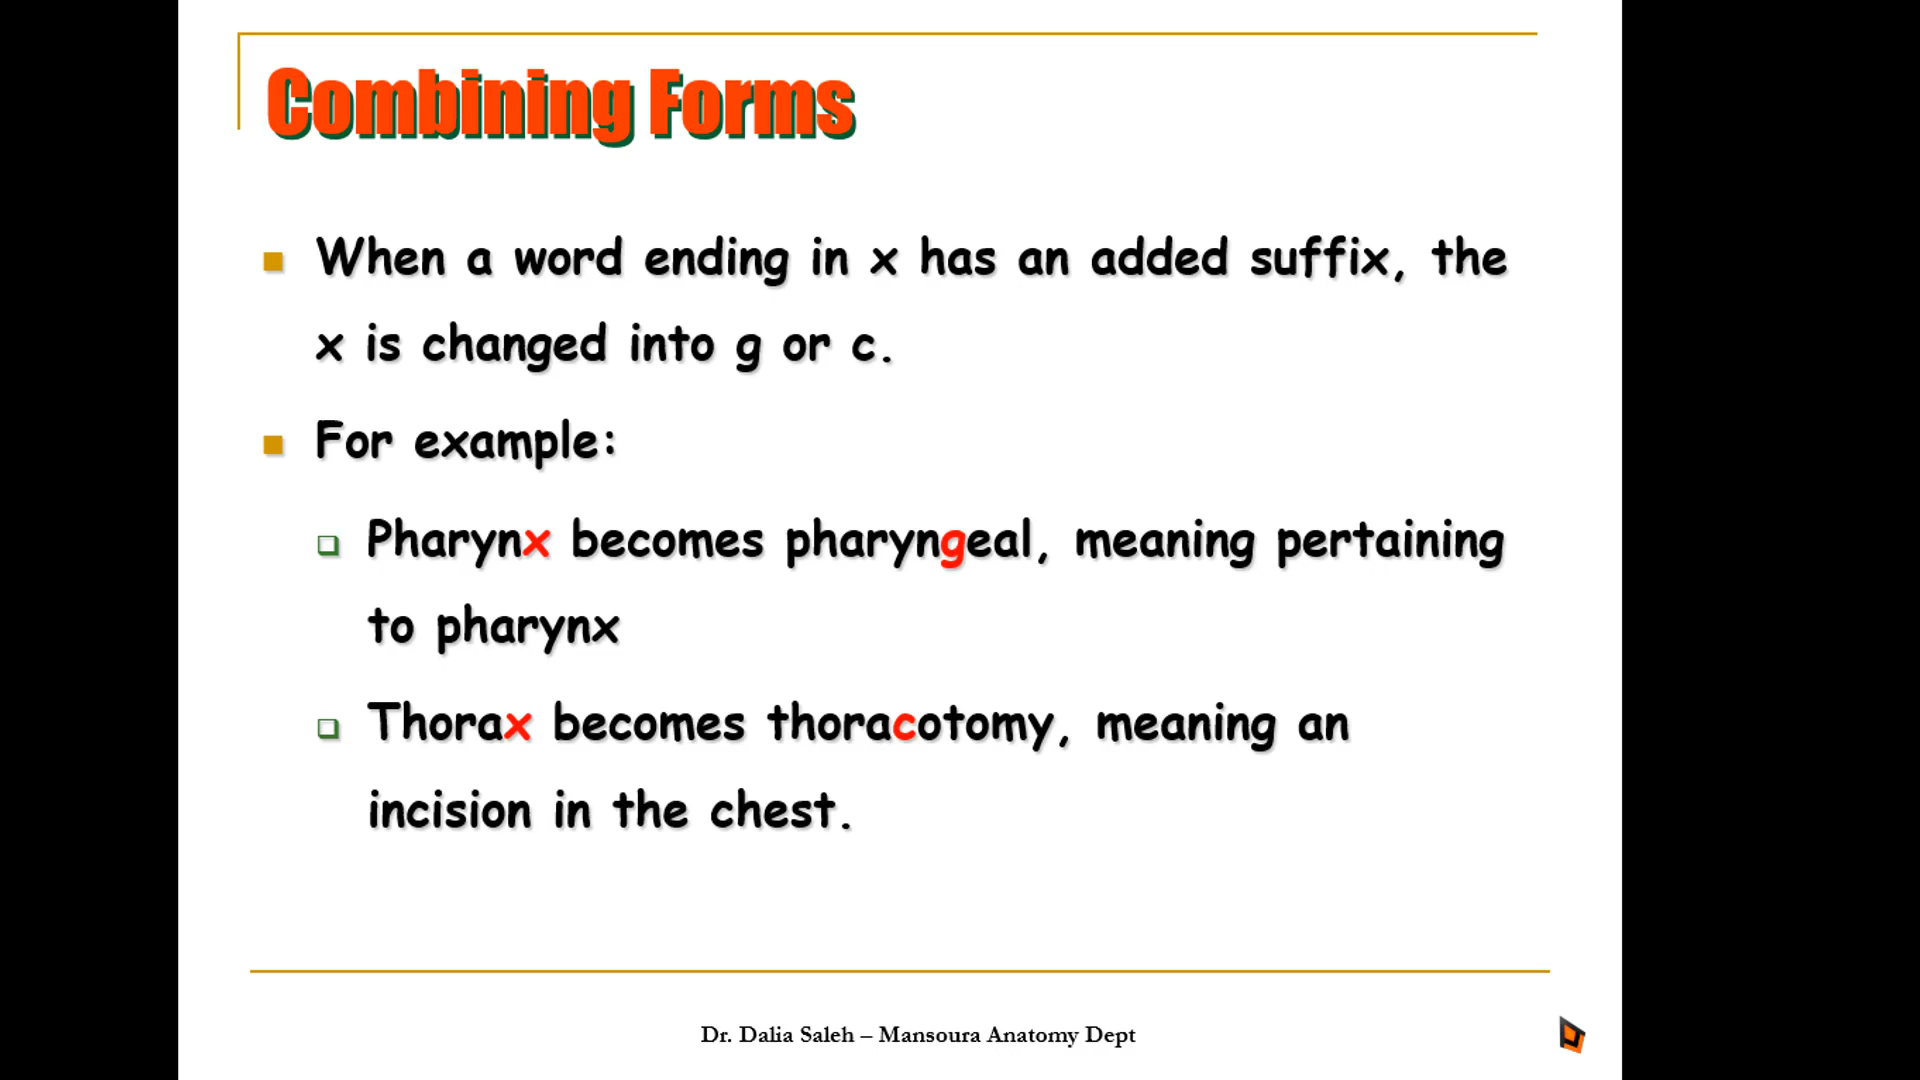 Combining Forms
When a word ending in x has an added suffix, the
x is changed into g or c.
For example:
Pharynx becomes pharyngeal, meaning pertaining
to pharynx
Thorax becomes thoracotomy, meaning an
incision in the chest.
Dr. Dalia Saleh – Mansoura Anatomy Dept